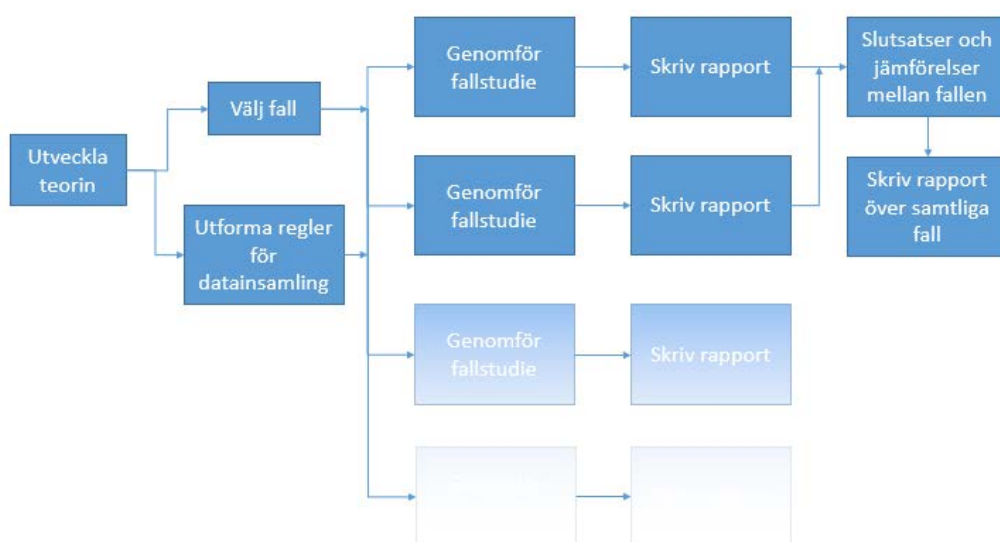 Utveckla
teorin
Välj fall
Utforma regler
för
datainsamling
Genomför
fallstudie
Skriv rapport
Genomför
fallstudie
Skriv rapport
Genomför
fallstudie
Skriv rapport
Slutsatser och
jämförelser
mellan fallen
Skriv rapport
över samtliga
fall